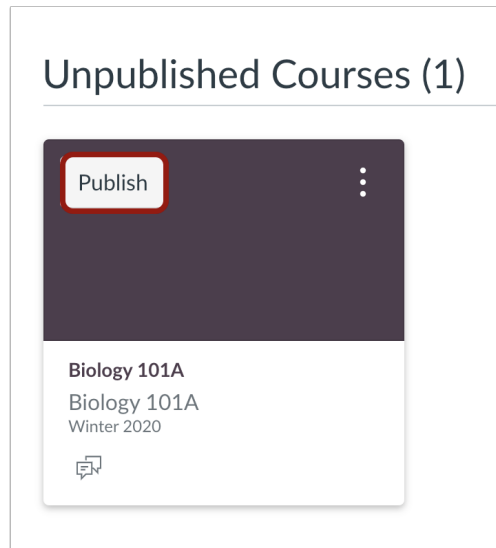 Unpublished Courses (1)
Publish
Biology 101A
Biology 101A
Winter 2020